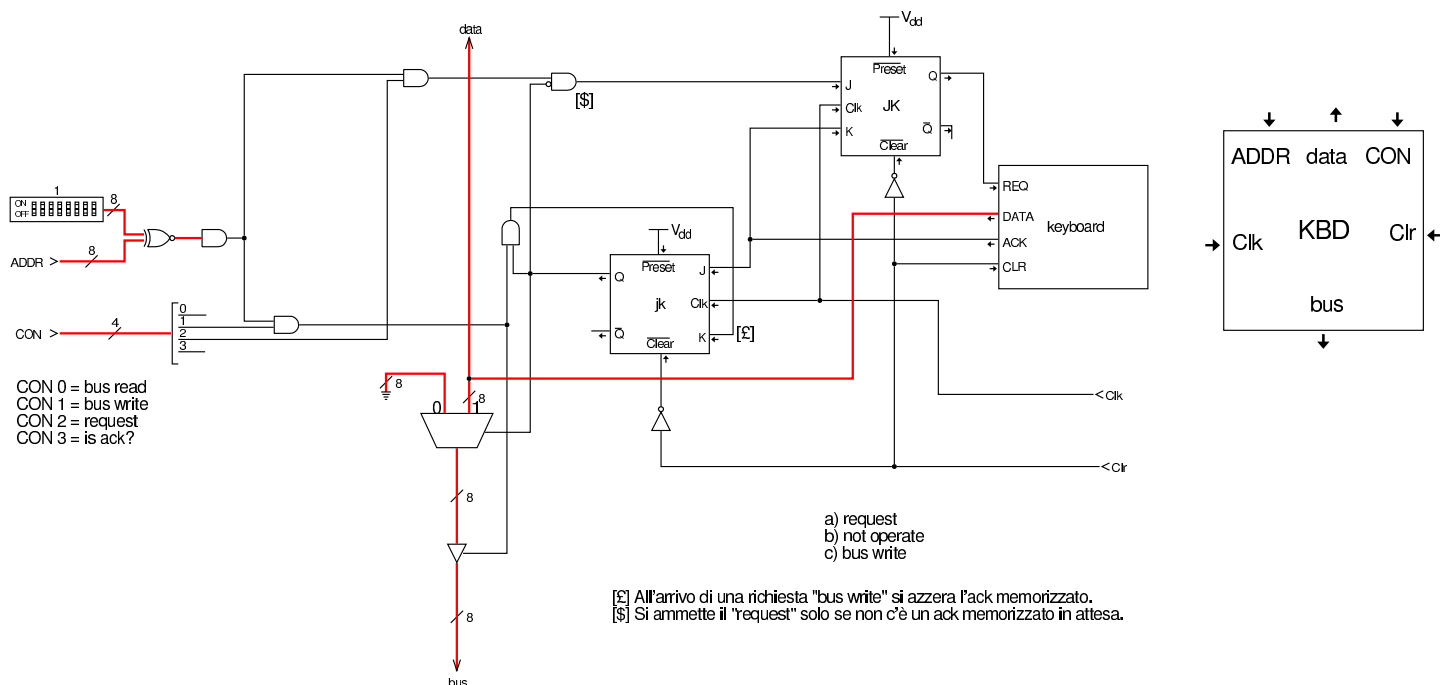 data
Vdd
Preset
Q
J
Clk
JK
K
Q
Clear
[$]
1
ON
OFF
8
ADDR
8
REQ
DATA
keyboard
ACK
CLR
Vdd
Preset
Q
J
jk
Clk
Q
K
Clear
[£]
CON
4
0
1
2
3
CON 0 = bus read
CON 1 = bus write
CON 2 = request
CON 3 = is ack?
8
8
0
1
Clk
Clr
8
8
bus
a) request
b) not operate
c) bus write
[£] All'arrivo di una richiesta "bus write" si azzera l'ack memorizzato.
[$] Si ammette il "request" solo se non c'è un ack memorizzato in attesa.
ADDR data CON
Clk KBD Clr
bus